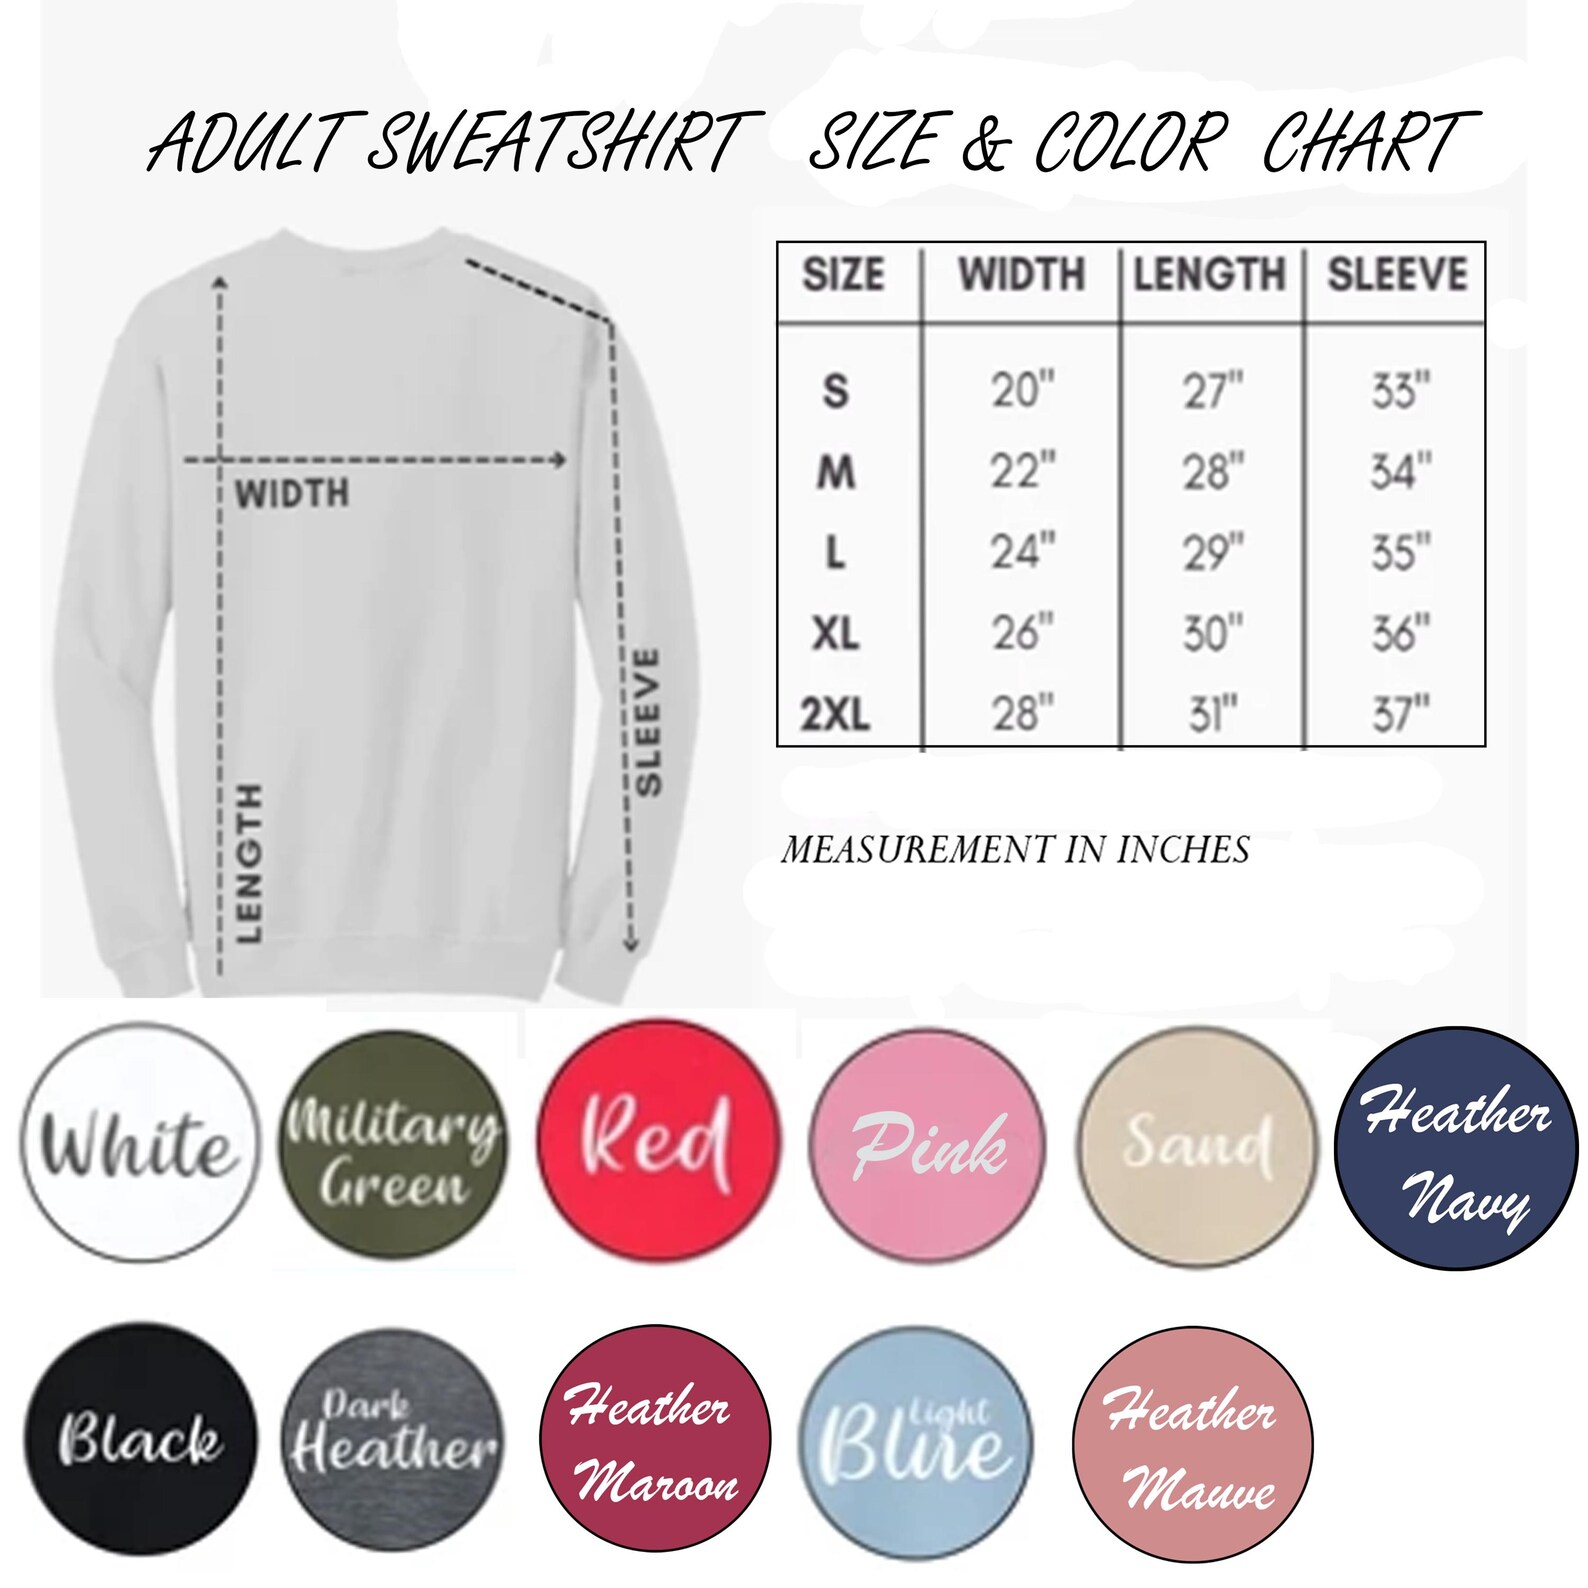 ADULT SWEATSHIRT SIZE & COLOR CHART
SIZE WIDTH LENGTH SLEEVE
S 20" 27" 33"
M 22" 28" 34"
L 24" 29" 35"
XL 26" 30" 36"
2XL 28" 31" 37"
WIDTH
LENGTH
SLEEVE
MEASUREMENT IN INCHES
White
Military
Green
Red
Pink
Sand
Heather
Navy
Black
Dark
Heather
Heather
Maroon
Light
Blue
Heather
Mauve